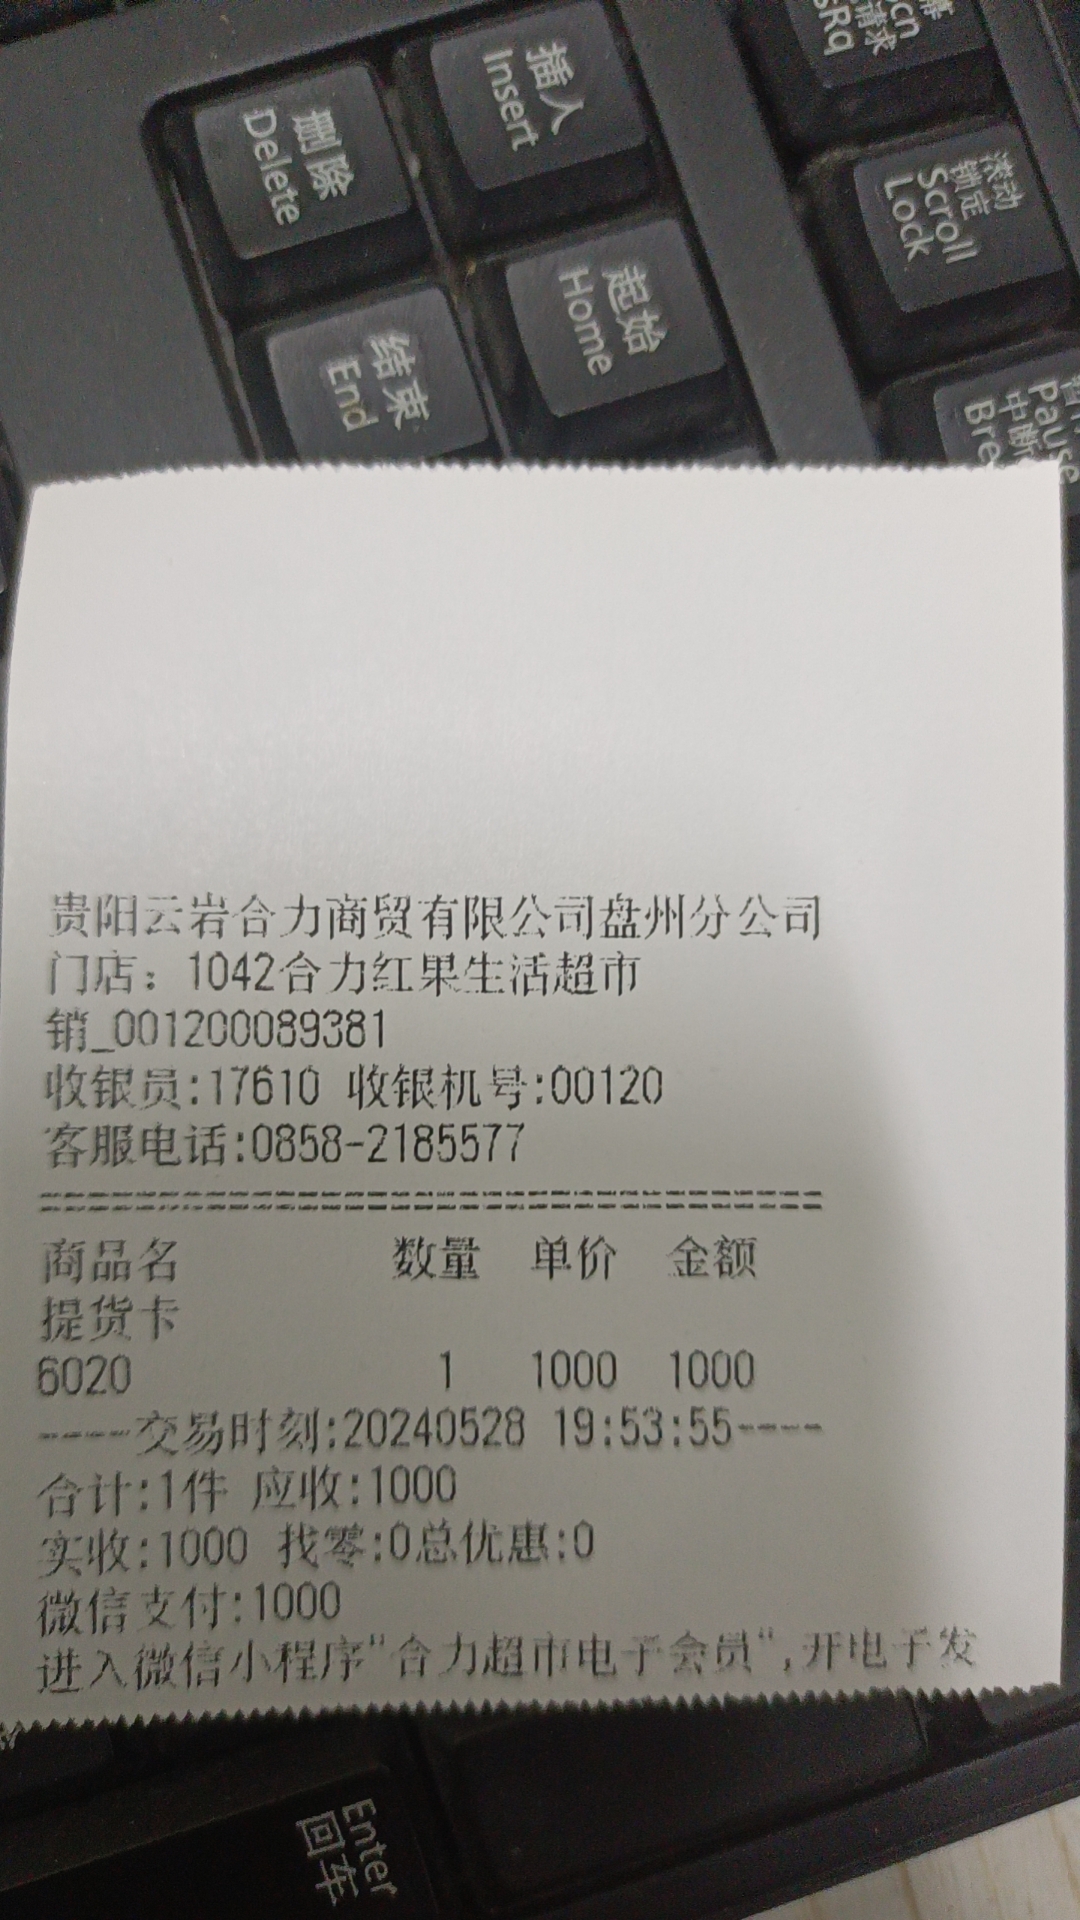 插入
Insert
删除
Delete
滚动
锁定
Scroll
Lock
起始
Home
结束
End
Pause
中断
贵阳云岩合力商贸有限公司盘州分公司
门店：1042合力红果生活超市
销_001200089381
收银员:17610 收银机号:00120
客服电话:0858-2185577
==================================
商品名 数量 单价 金额
提货卡
6020 1 1000 1000
----交易时刻:20240528 19:53:55----
合计:1件 应收:1000
实收:1000 找零:0总优惠:0
微信支付:1000
进入微信小程序"合力超市电子会员",开电子发
Enter
回车